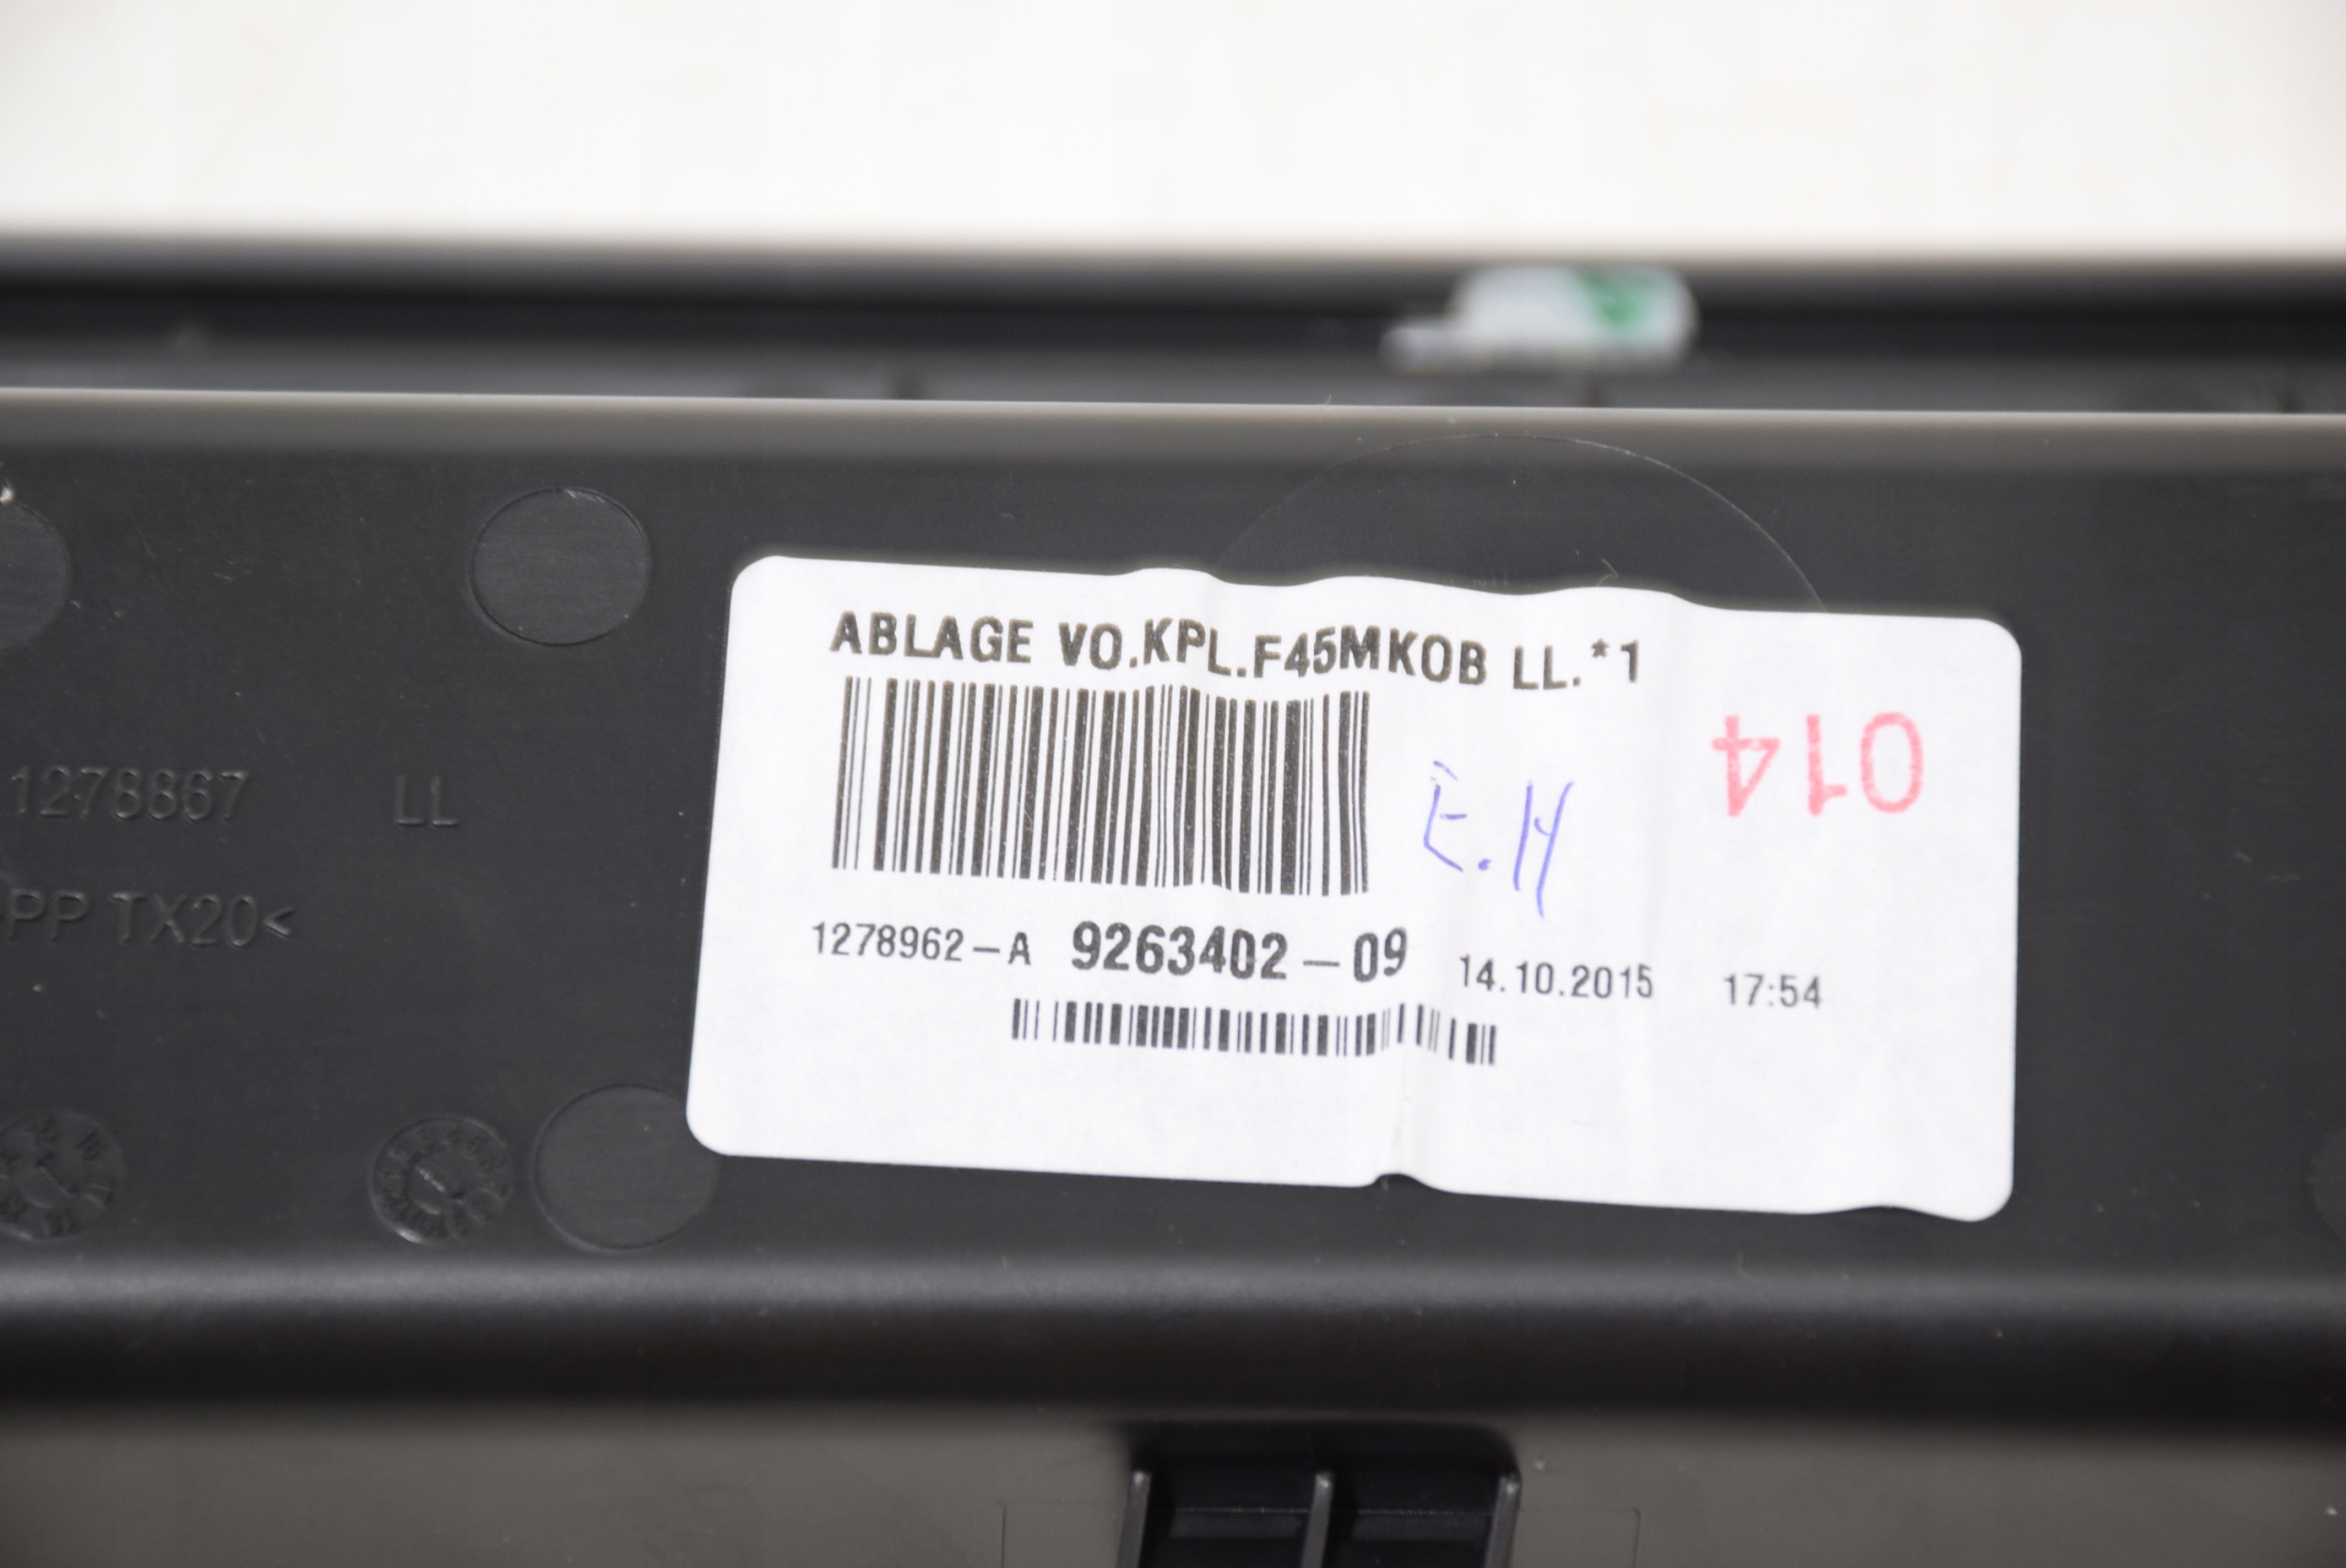 ABLAGE VO.KPL.F45MKOB LL.*1
014
E.H
1278962-A 9263402-09 14.10.2015 17:54
1278867 LL
PP TX20<